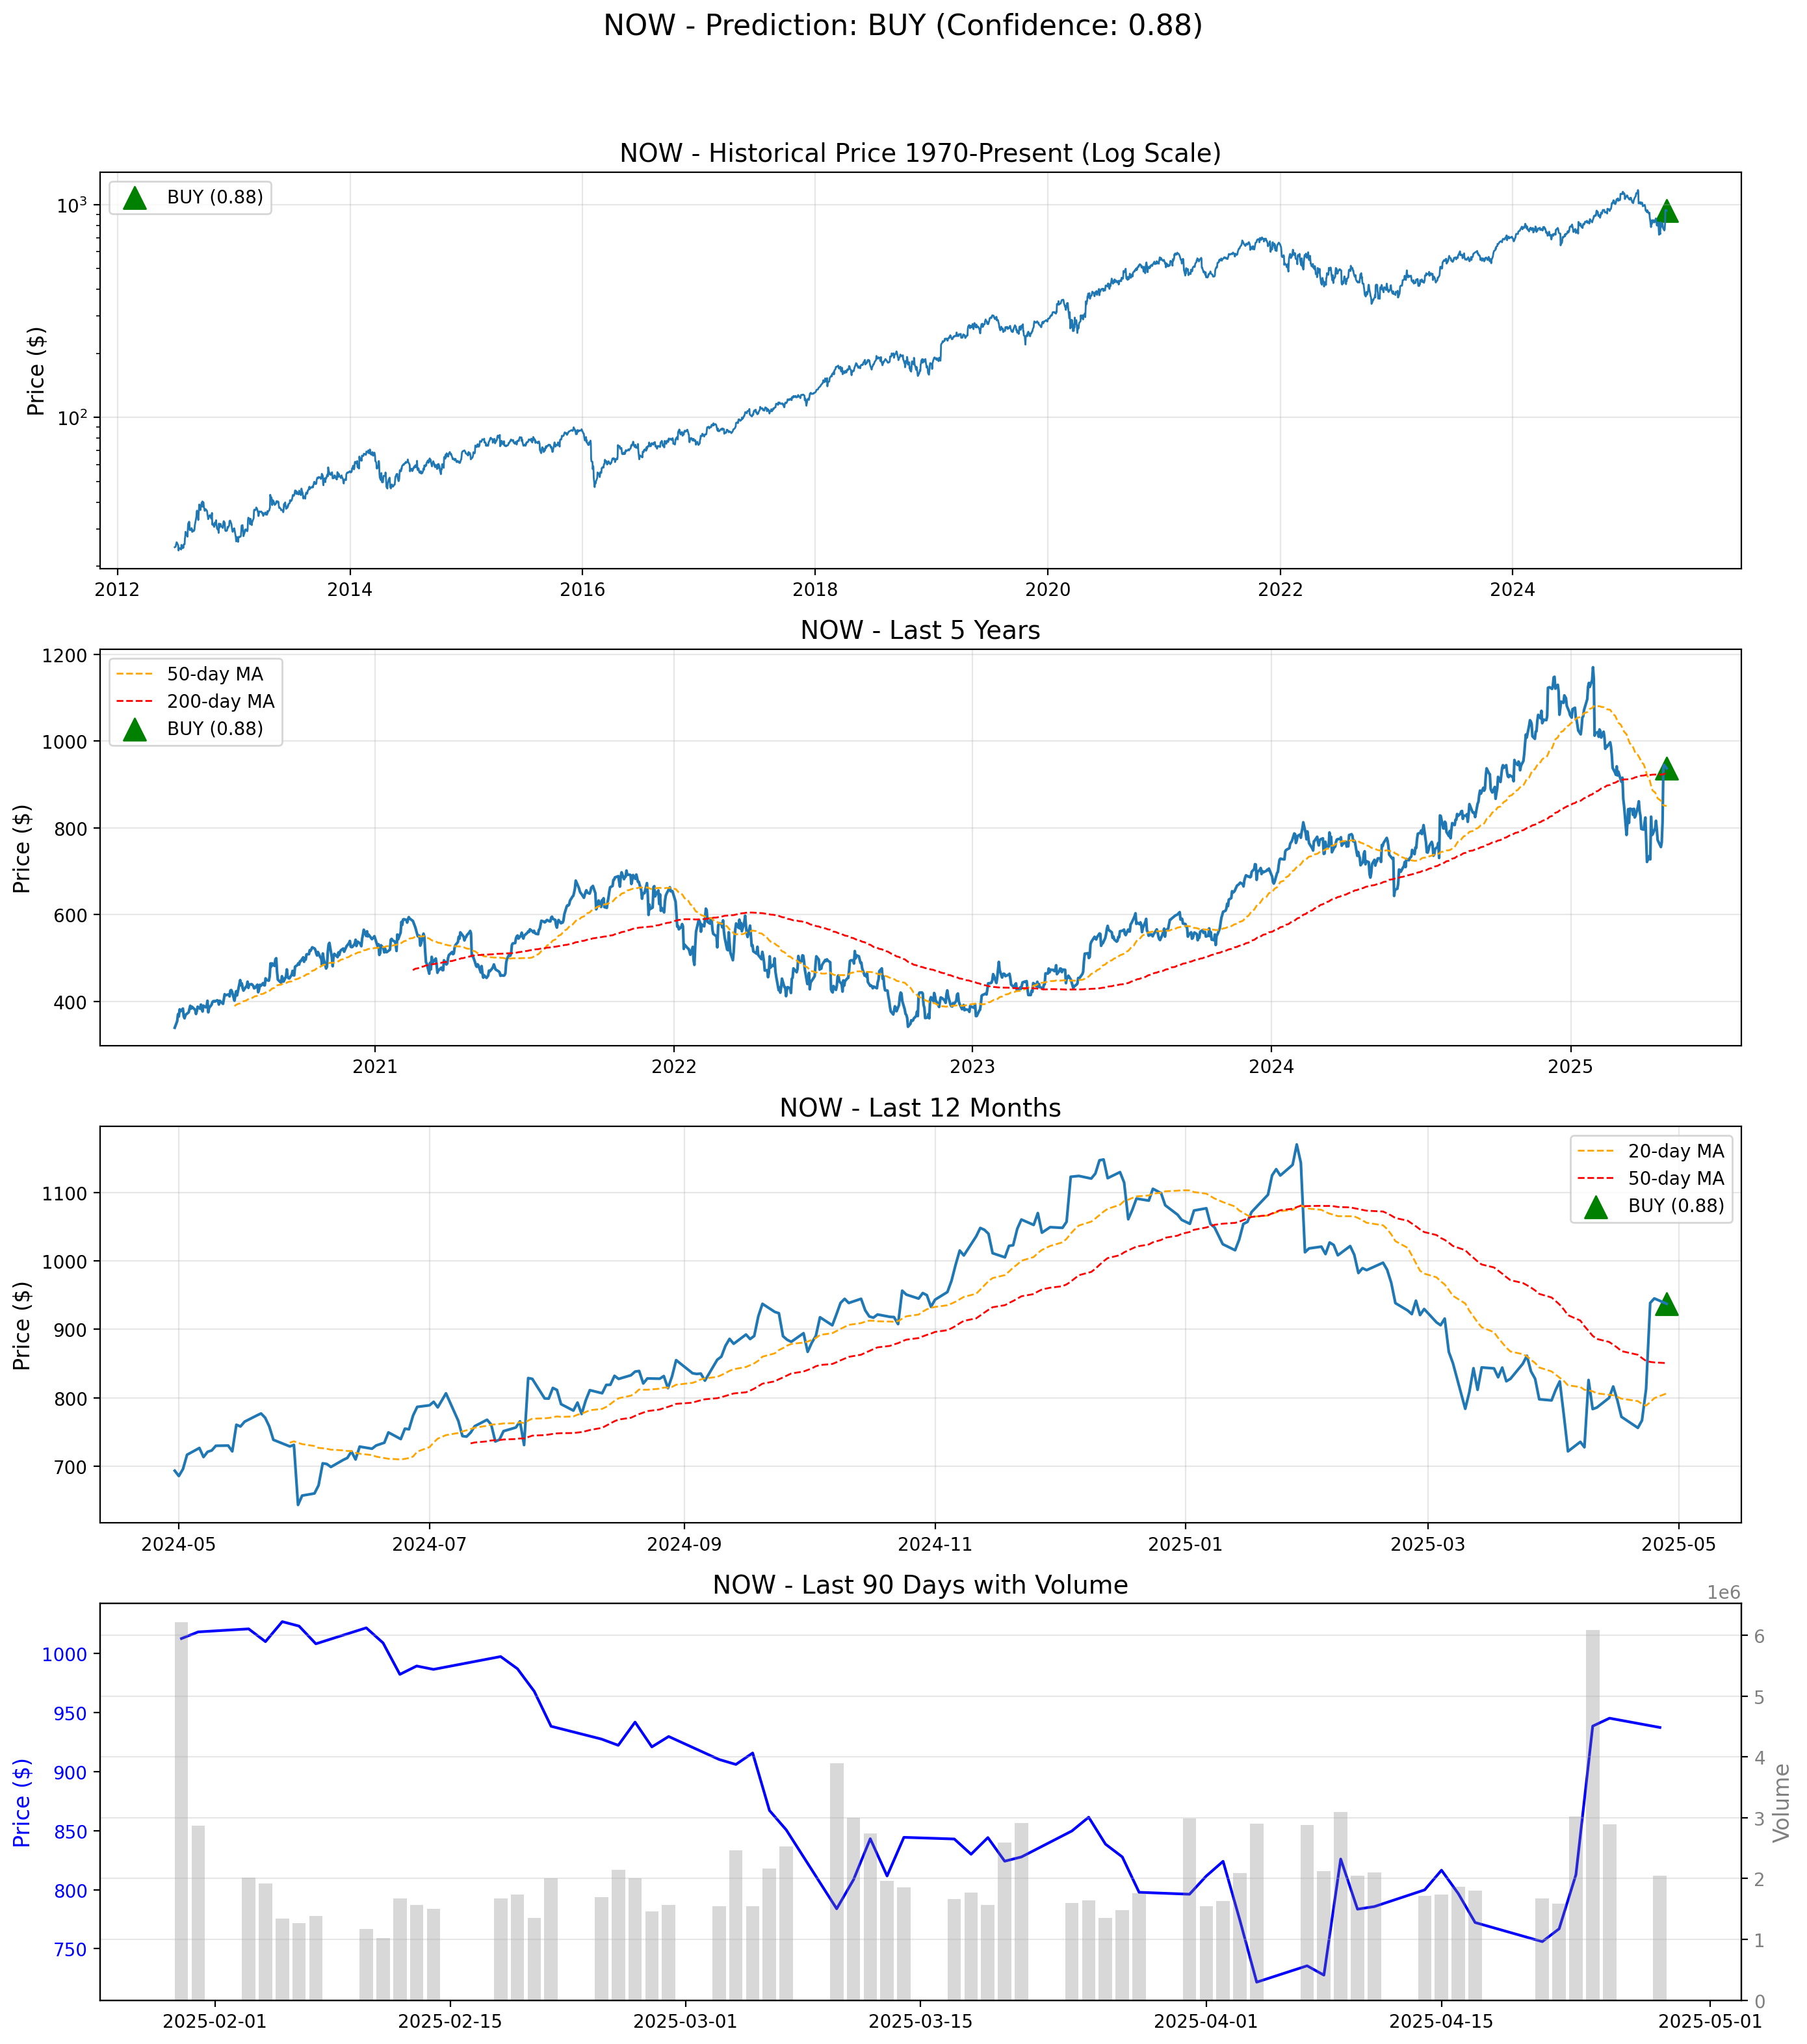 NOW - Prediction: BUY (Confidence: 0.88)
NOW - Historical Price 1970-Present (Log Scale)
BUY (0.88)
Price ($)
10³
10²
2012 2014 2016 2018 2020 2022 2024
NOW - Last 5 Years
50-day MA
200-day MA
BUY (0.88)
Price ($)
1200
1000
800
600
400
2021 2022 2023 2024 2025
NOW - Last 12 Months
20-day MA
50-day MA
BUY (0.88)
Price ($)
1100
1000
900
800
700
2024-05 2024-07 2024-09 2024-11 2025-01 2025-03 2025-05
NOW - Last 90 Days with Volume
1e6
Price ($)
1000
950
900
850
800
750
6
5
4
3
2
1
0
Volume
2025-02-01 2025-02-15 2025-03-01 2025-03-15 2025-04-01 2025-04-15 2025-05-01